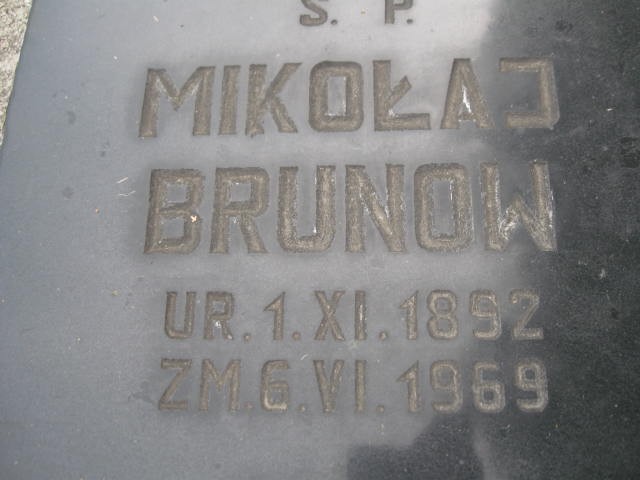 Ś. P.
MIKOŁAJ
BRUNOW
UR.1.XI.1892
ZM.6.VI.1969